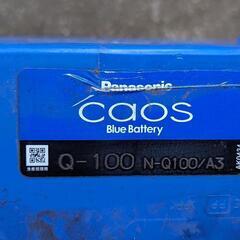 Panasonic
caos
Blue Battery
Q-100 N-Q100/A3